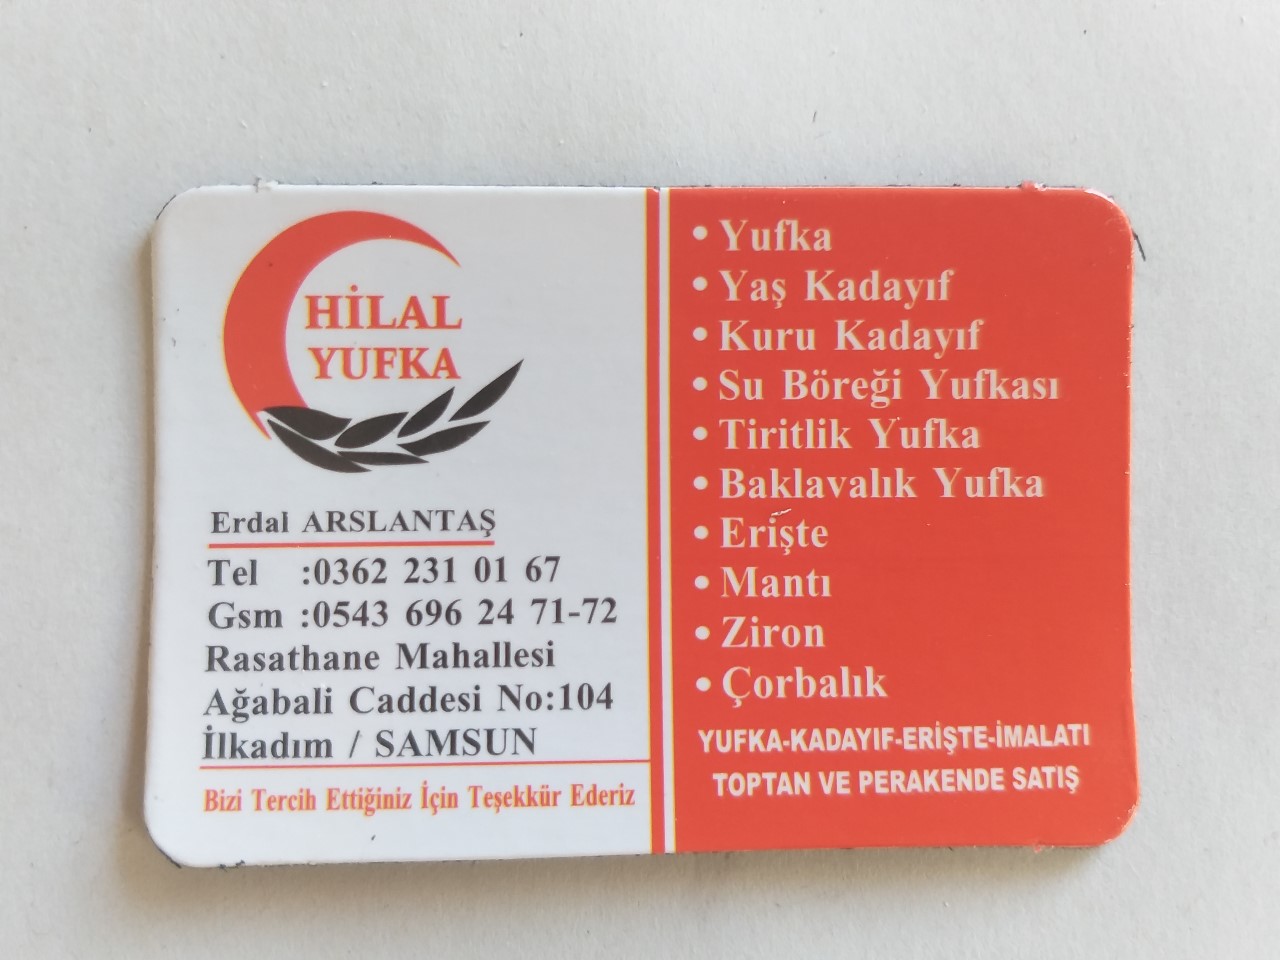 HİLAL
YUFKA
Erdal ARSLANTAŞ
Tel :0362 231 01 67
Gsm :0543 696 24 71-72
Rasathane Mahallesi
Ağabali Caddesi No:104
İlkadım / SAMSUN
Bizi Tercih Ettiğiniz İçin Teşekkür Ederiz
• Yufka
• Yaş Kadayıf
• Kuru Kadayıf
• Su Böreği Yufkası
• Tiritlik Yufka
• Baklavalık Yufka
• Erişte
• Mantı
• Ziron
• Çorbalık
YUFKA-KADAYIF-ERİŞTE-İMALATI
TOPTAN VE PERAKENDE SATIŞ